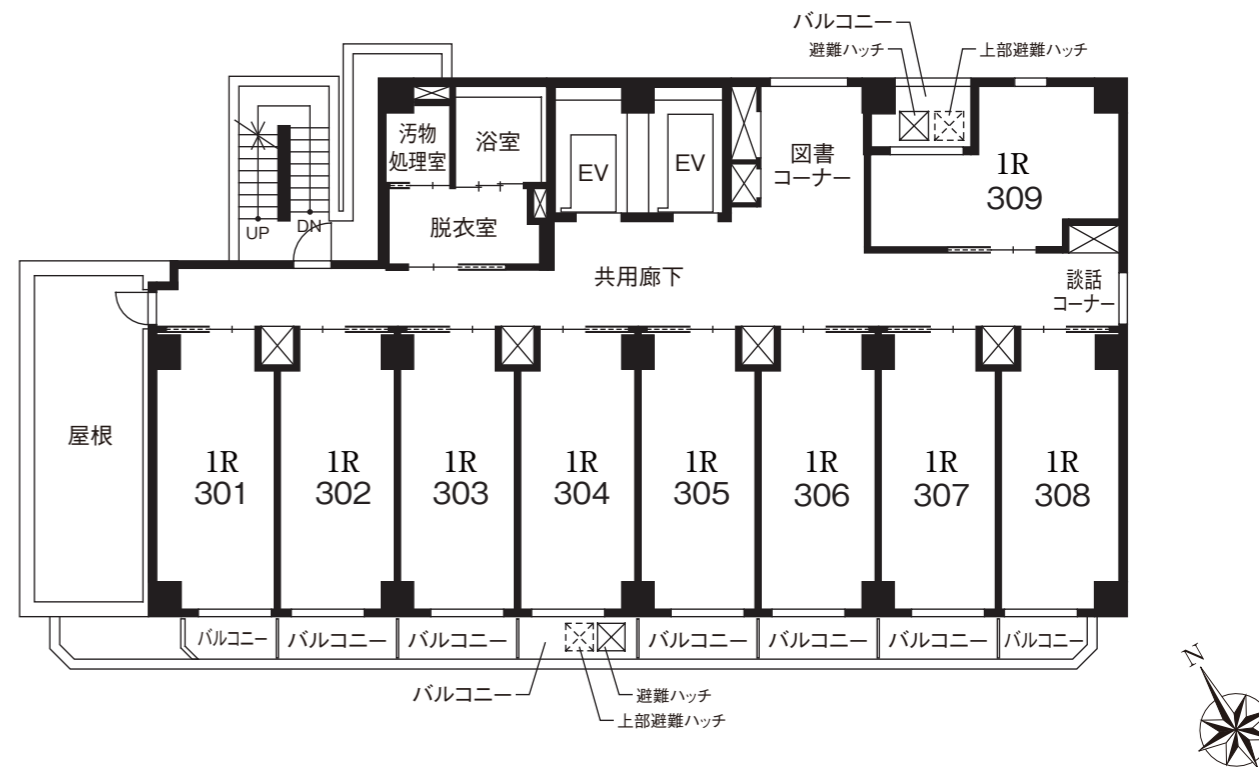 バルコニー
避難ハッチ
上部避難ハッチ
汚物
処理室
浴室
EV
EV
図書
コーナー
1R
309
UP
DN
脱衣室
共用廊下
談話
コーナー
屋根
1R
301
1R
302
1R
303
1R
304
1R
305
1R
306
1R
307
1R
308
バルコニー
バルコニー
バルコニー
バルコニー
バルコニー
バルコニー
バルコニー
バルコニー
避難ハッチ
上部避難ハッチ
N